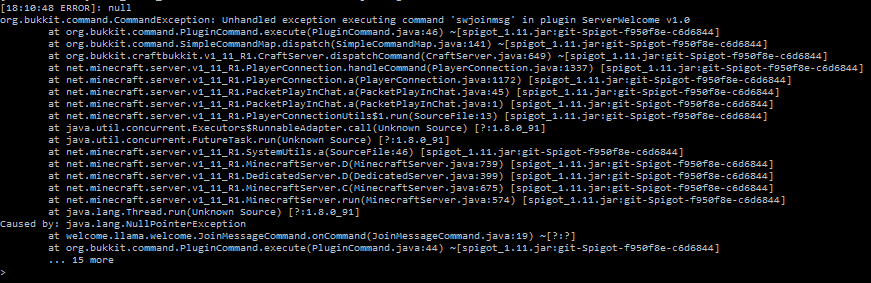 [18:10:48 ERROR]: null
org.bukkit.command.CommandException: Unhandled exception executing command 'swjoinmsg' in plugin ServerWelcome v1.0
at org.bukkit.command.PluginCommand.execute(PluginCommand.java:46) ~[spigot_1.11.jar:git-Spigot-f950f8e-c6d6844]
at org.bukkit.command.SimpleCommandMap.dispatch(SimpleCommandMap.java:141) ~[spigot_1.11.jar:git-Spigot-f950f8e-c6d6844]
at org.bukkit.craftbukkit.v1_11_R1.CraftServer.dispatchCommand(CraftServer.java:649) ~[spigot_1.11.jar:git-Spigot-f950f8e-c6d6844]
at net.minecraft.server.v1_11_R1.PlayerConnection.handleCommand(PlayerConnection.java:1337) [spigot_1.11.jar:git-Spigot-f950f8e-c6d6844]
at net.minecraft.server.v1_11_R1.PlayerConnection.a(PlayerConnection.java:1172) [spigot_1.11.jar:git-Spigot-f950f8e-c6d6844]
at net.minecraft.server.v1_11_R1.PacketPlayInChat.a(PacketPlayInChat.java:45) [spigot_1.11.jar:git-Spigot-f950f8e-c6d6844]
at net.minecraft.server.v1_11_R1.PacketPlayInChat.a(PacketPlayInChat.java:1) [spigot_1.11.jar:git-Spigot-f950f8e-c6d6844]
at net.minecraft.server.v1_11_R1.PlayerConnectionUtils$1.run(SourceFile:13) [spigot_1.11.jar:git-Spigot-f950f8e-c6d6844]
at java.util.concurrent.Executors$RunnableAdapter.call(Unknown Source) [?:1.8.0_91]
at java.util.concurrent.FutureTask.run(Unknown Source) [?:1.8.0_91]
at net.minecraft.server.v1_11_R1.SystemUtils.a(SourceFile:46) [spigot_1.11.jar:git-Spigot-f950f8e-c6d6844]
at net.minecraft.server.v1_11_R1.MinecraftServer.D(MinecraftServer.java:739) [spigot_1.11.jar:git-Spigot-f950f8e-c6d6844]
at net.minecraft.server.v1_11_R1.DedicatedServer.D(DedicatedServer.java:399) [spigot_1.11.jar:git-Spigot-f950f8e-c6d6844]
at net.minecraft.server.v1_11_R1.MinecraftServer.C(MinecraftServer.java:675) [spigot_1.11.jar:git-Spigot-f950f8e-c6d6844]
at net.minecraft.server.v1_11_R1.MinecraftServer.run(MinecraftServer.java:574) [spigot_1.11.jar:git-Spigot-f950f8e-c6d6844]
at java.lang.Thread.run(Unknown Source) [?:1.8.0_91]
Caused by: java.lang.NullPointerException
at welcome.llama.welcome.JoinMessageCommand.onCommand(JoinMessageCommand.java:19) ~[?:?]
at org.bukkit.command.PluginCommand.execute(PluginCommand.java:44) ~[spigot_1.11.jar:git-Spigot-f950f8e-c6d6844]
... 15 more
>